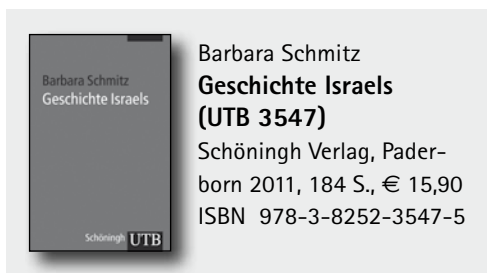 Barbara Schmitz
Geschichte Israels
Schöningh UTB
Barbara Schmitz
Geschichte Israels
(UTB 3547)
Schöningh Verlag, Pader-
born 2011, 184 S., € 15,90
ISBN 978-3-8252-3547-5